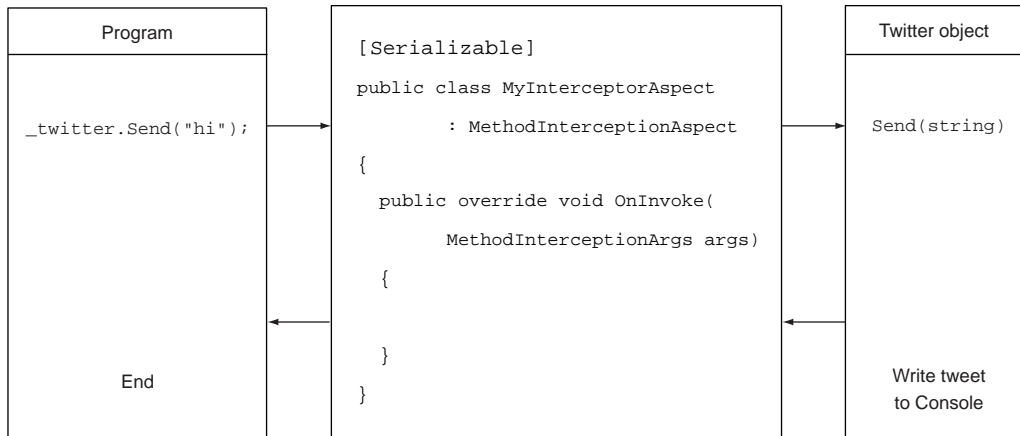 Program
_twitter.Send("hi");
End
[Serializable]
public class MyInterceptorAspect
: MethodInterceptionAspect
{
public override void OnInvoke(
MethodInterceptionArgs args)
{
}
}
Twitter object
Send(string)
Write tweet
to Console